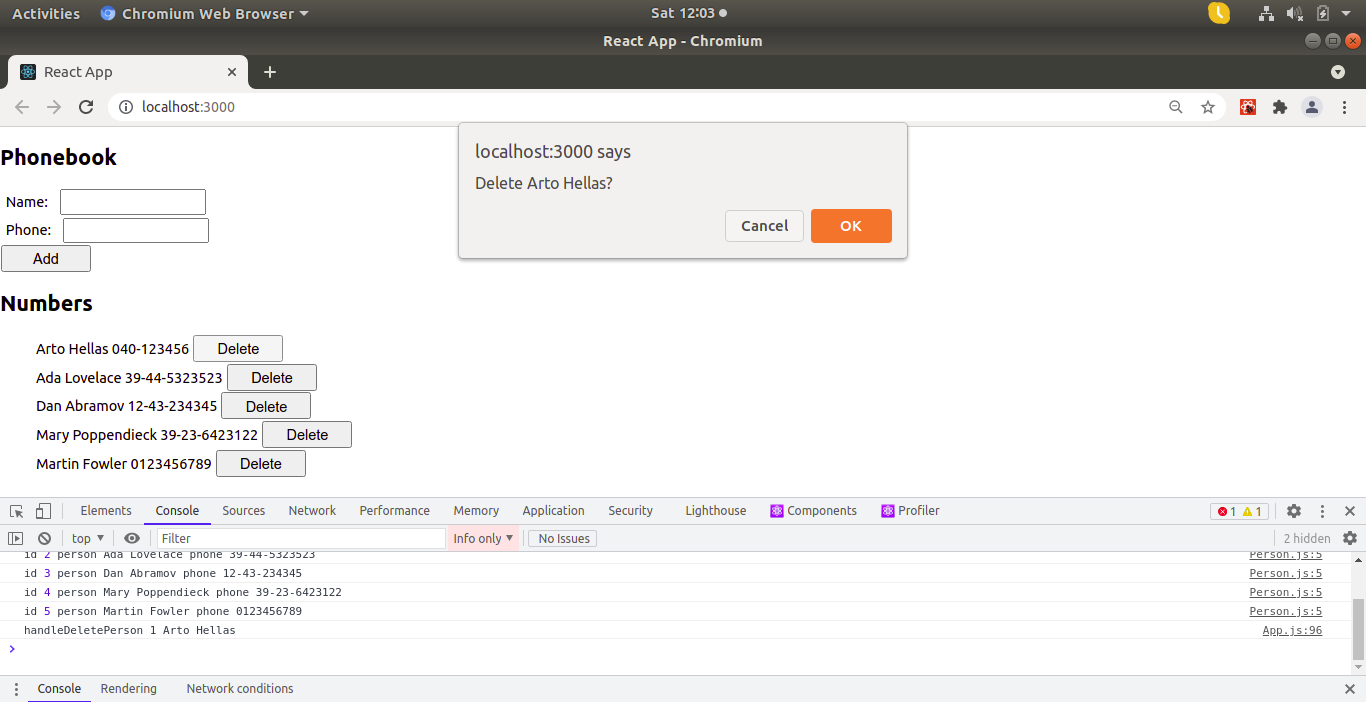 Activities Chromium Web Browser Sat 12:03
React App - Chromium
React App
localhost:3000
localhost:3000 says
Delete Arto Hellas?
Cancel OK
Phonebook
Name:
Phone:
Add
Numbers
Arto Hellas 040-123456 Delete
Ada Lovelace 39-44-5323523 Delete
Dan Abramov 12-43-234345 Delete
Mary Poppendieck 39-23-6423122 Delete
Martin Fowler 0123456789 Delete
Elements Console Sources Network Performance Memory Application Security Lighthouse Components Profiler 1 1
top Filter Info only No Issues 2 hidden
id 2 person Ada Lovelace phone 39-44-5323523 Person.js:5
id 3 person Dan Abramov phone 12-43-234345 Person.js:5
id 4 person Mary Poppendieck phone 39-23-6423122 Person.js:5
id 5 person Martin Fowler phone 0123456789 Person.js:5
handleDeletePerson 1 Arto Hellas App.js:96
Console Rendering Network conditions